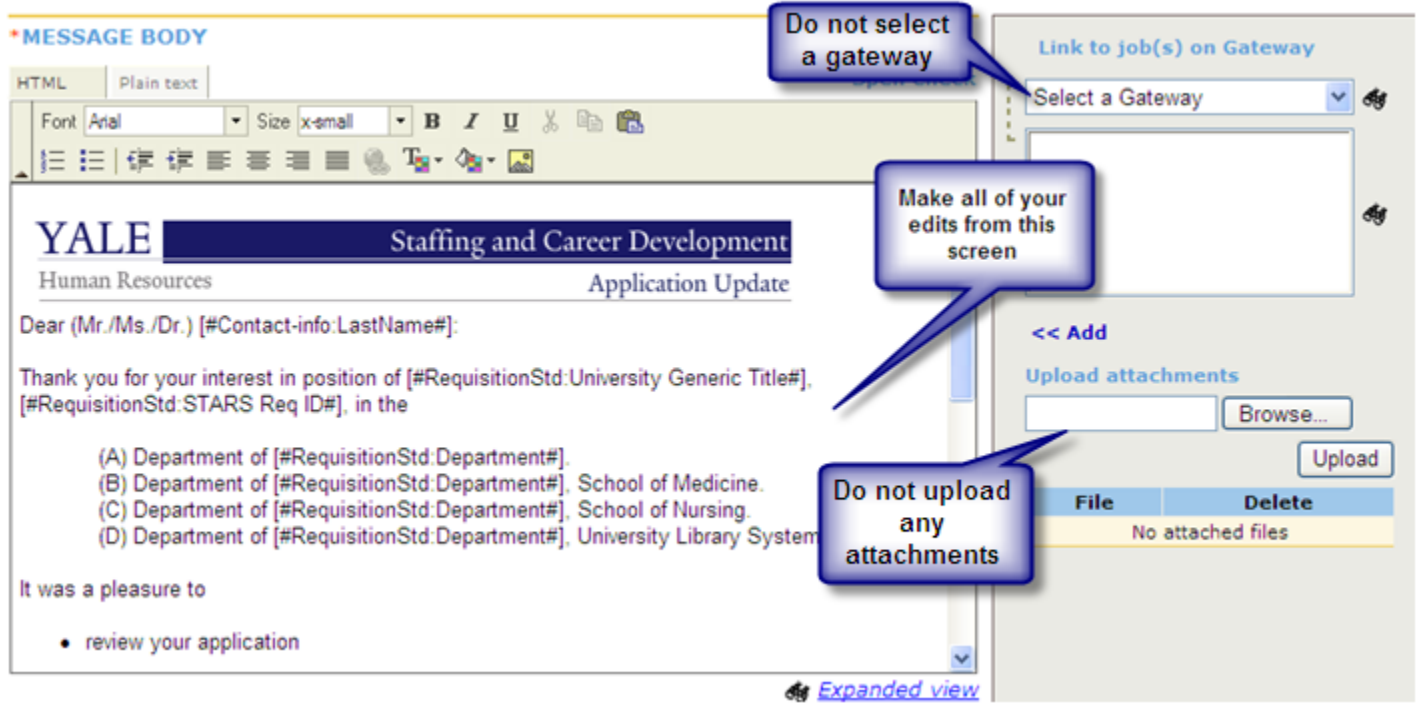 *MESSAGE BODY
HTML
Plain text
Font Arial
Size x-small
B I U
YALE
Staffing and Career Development
Human Resources
Application Update
Dear (Mr./Ms./Dr.) [#Contact-info:LastName#]:
Thank you for your interest in position of [#RequisitionStd:University Generic Title#],
[#RequisitionStd:STARS Req ID#], in the
(A) Department of [#RequisitionStd:Department#].
(B) Department of [#RequisitionStd:Department#], School of Medicine.
(C) Department of [#RequisitionStd:Department#], School of Nursing.
(D) Department of [#RequisitionStd:Department#], University Library System
It was a pleasure to
• review your application
Expanded view
Do not select
a gateway
Make all of your
edits from this
screen
Do not upload
any
attachments
Link to job(s) on Gateway
Select a Gateway
<< Add
Upload attachments
Browse...
Upload
File
Delete
No attached files